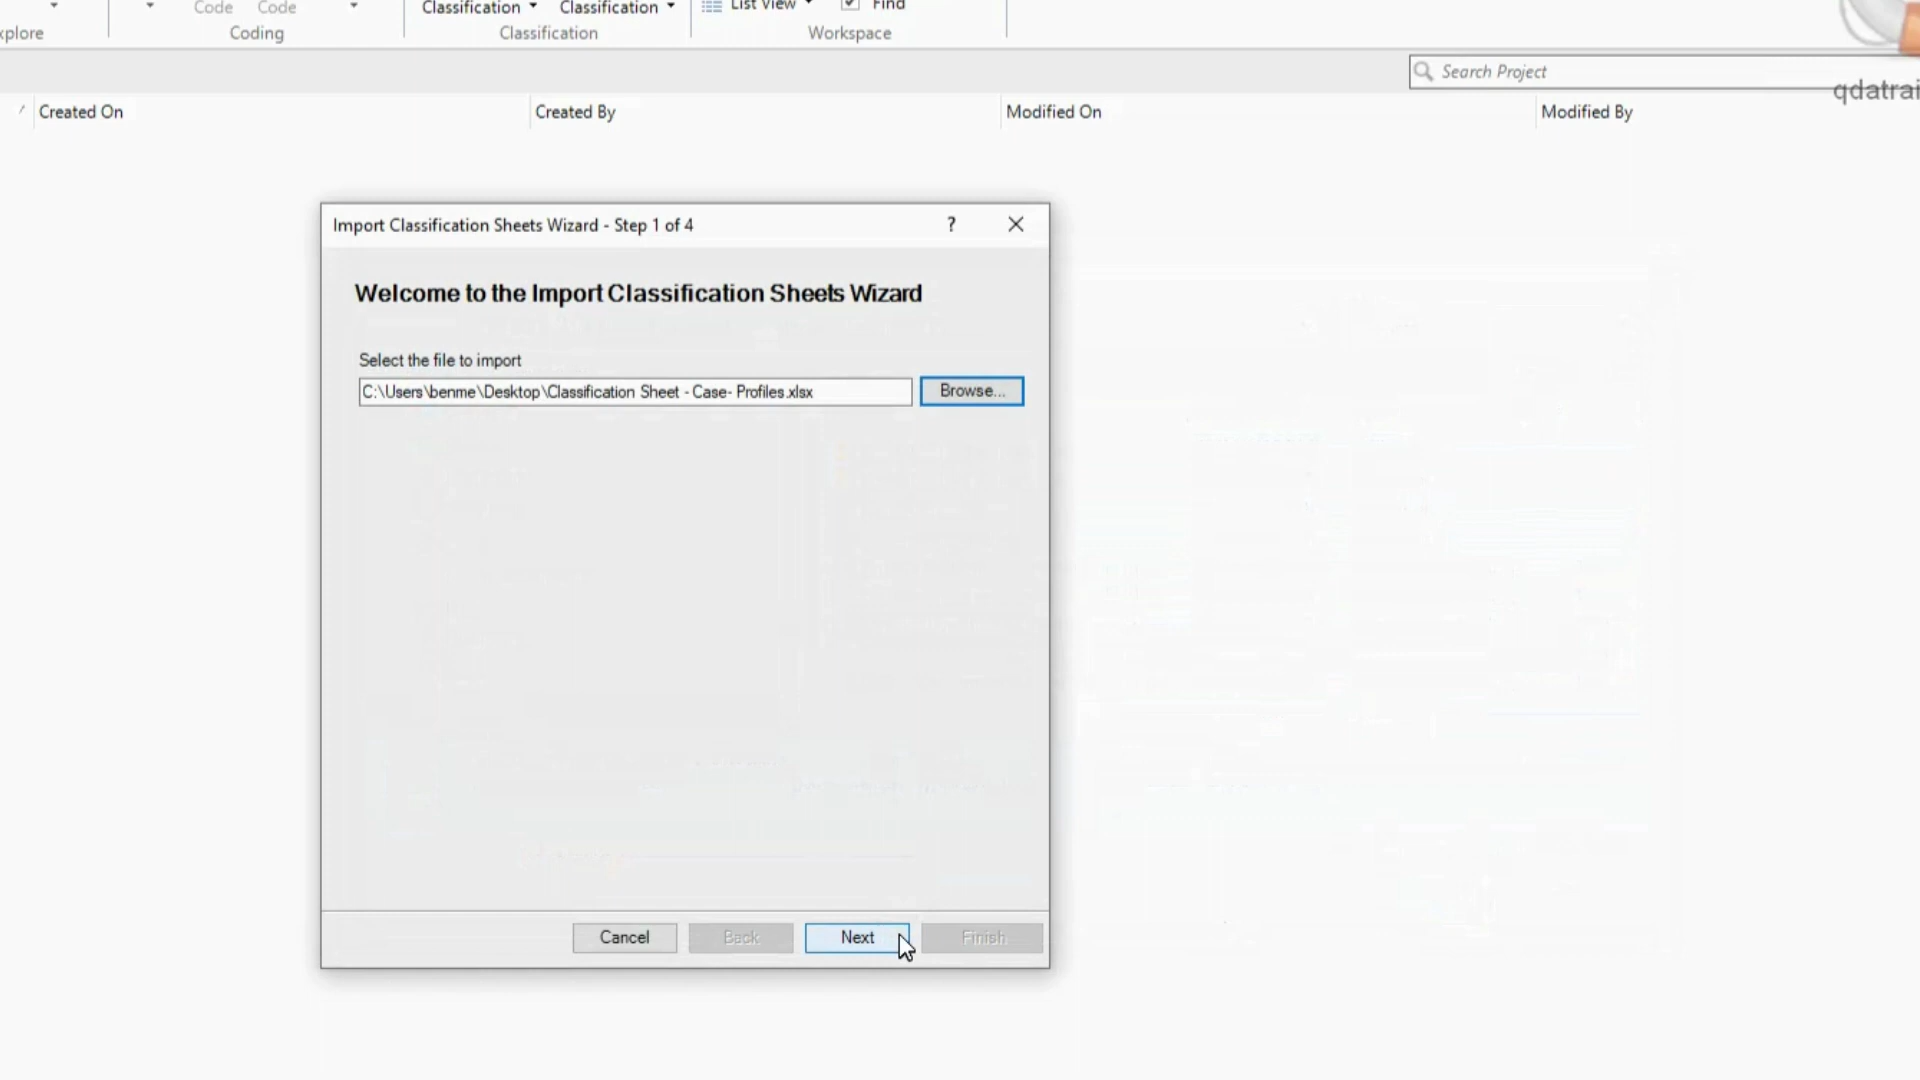 Code Code Classification Classification List View Find
xplore Coding Classification Workspace
Search Project
qdatrai
Created On Created By Modified On Modified By
Import Classification Sheets Wizard - Step 1 of 4 ?
Welcome to the Import Classification Sheets Wizard
Select the file to import
C:\Users\benme\Desktop\Classification Sheet - Case- Profiles.xlsx Browse...
Cancel Back Next Finish